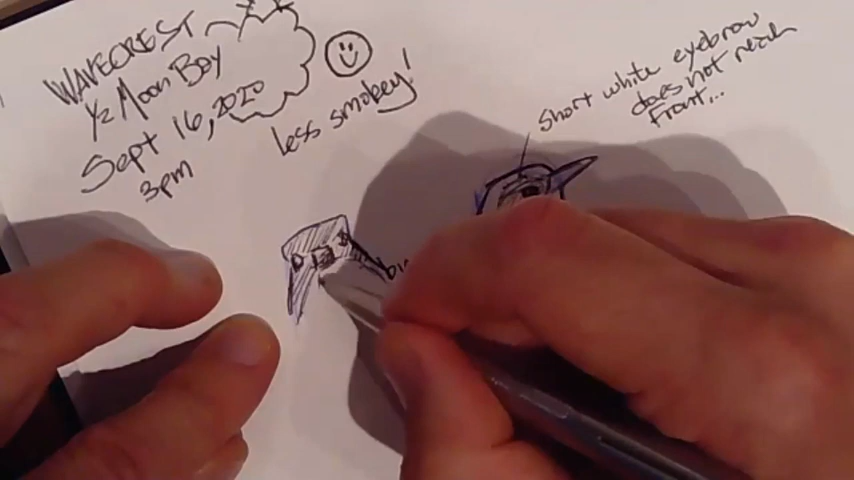 WAVECREST
1/2 Moon Bay
Sept 16, 2020
3pm
less smokey!
short white eyebrow
does not reach
front...